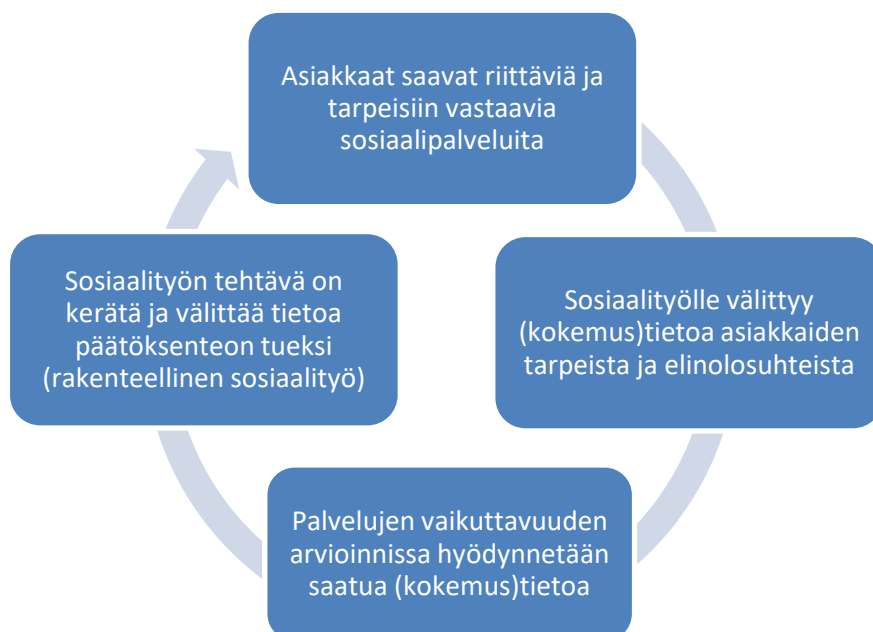 Asiakkaat saavat riittäviä ja
tarpeisiin vastaavia
sosiaalipalveluita
Sosiaalityölle välittyy
(kokemus)tietoa asiakkaiden
tarpeista ja elinolosuhteista
Palvelujen vaikuttavuuden
arvioinnissa hyödynnetään
saatua (kokemus)tietoa
Sosiaalityön tehtävä on
kerätä ja välittää tietoa
päätöksenteon tueksi
(rakenteellinen sosiaalityö)